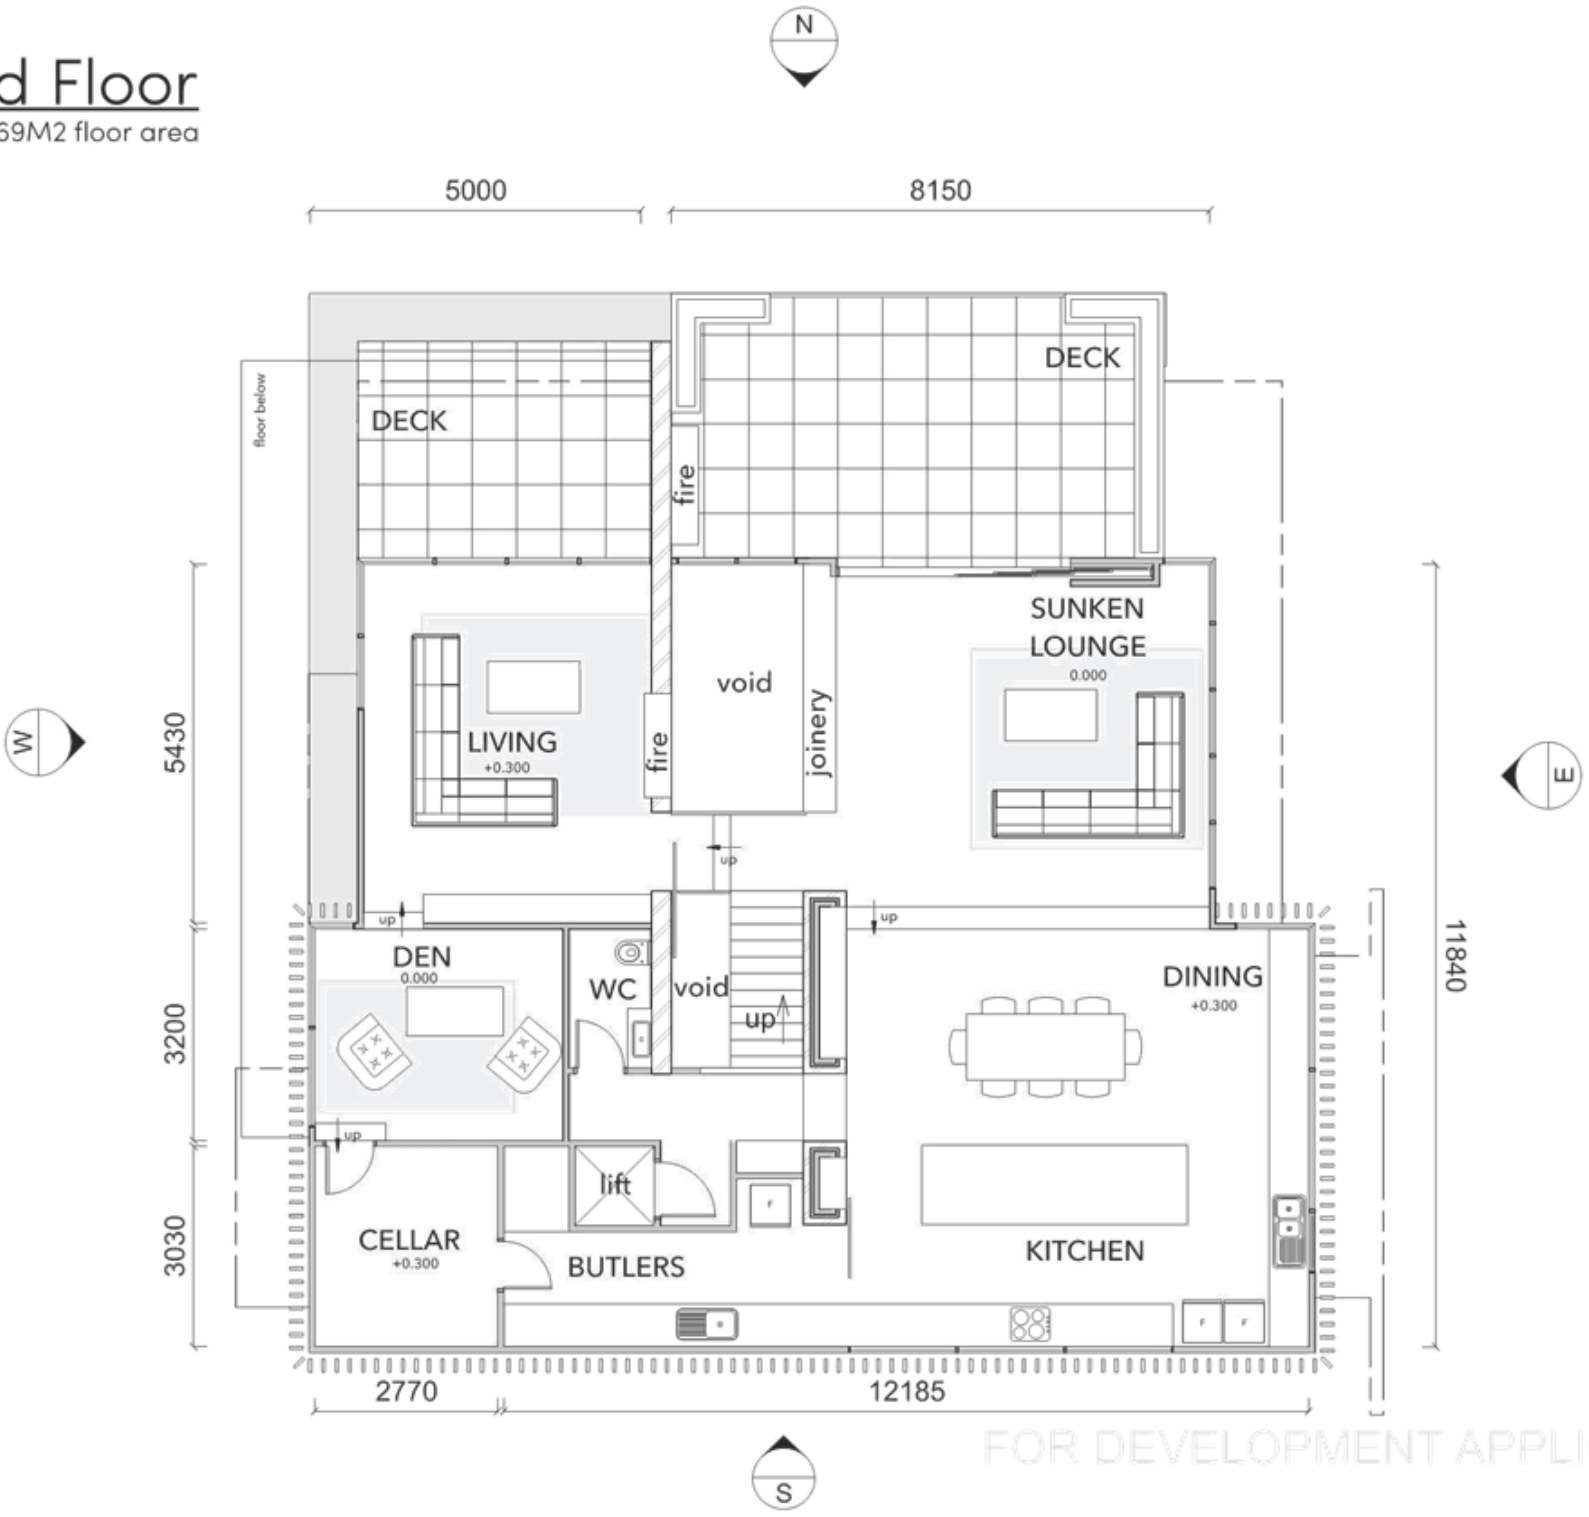 N
d Floor
69M2 floor area
5000
8150
DECK
floor below
DECK
fire
SUNKEN
LOUNGE
0.000
void
joinery
LIVING
+0.300
fire
5430
W
E
up
up
up
DEN
0.000
WC
void
up
DINING
+0.300
11840
3200
up
lift
F
CELLAR
+0.300
BUTLERS
KITCHEN
3030
F
F
2770
12185
FOR DEVELOPMENT APPLI
S